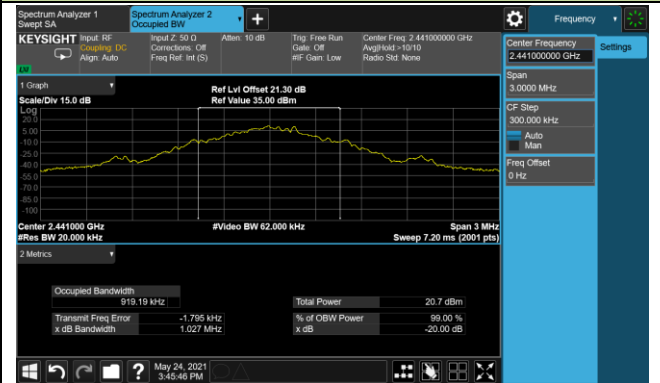 Spectrum Analyzer 1
Swept SA
Spectrum Analyzer 2
Occupied BW
Frequency
KEYSIGHT
Input: RF
Coupling: DC
Align: Auto
Input Z: 50 Ω
Corrections: Off
Freq Ref: Int (S)
Atten: 10 dB
Trig: Free Run
Gate: Off
#IF Gain: Low
Center Freq: 2.441000000 GHz
Avg|Hold:>10/10
Radio Std: None
Center Frequency
2.441000000 GHz
Settings
Span
3.0000 MHz
CF Step
300.000 kHz
Auto
Man
Freq Offset
0 Hz
1 Graph
Scale/Div 15.0 dB
Ref Lvl Offset 21.30 dB
Ref Value 35.00 dBm
Log
20.0
5.00
-10.0
-25.0
-40.0
-55.0
-70.0
-85.0
-100
Center 2.441000 GHz
#Res BW 20.000 kHz
#Video BW 62.000 kHz
Span 3 MHz
Sweep 7.20 ms (2001 pts)
2 Metrics
Occupied Bandwidth
919.19 kHz
Total Power 20.7 dBm
Transmit Freq Error -1.795 kHz
% of OBW Power 99.00 %
x dB Bandwidth 1.027 MHz
x dB -20.00 dB
May 24, 2021
3:45:46 PM